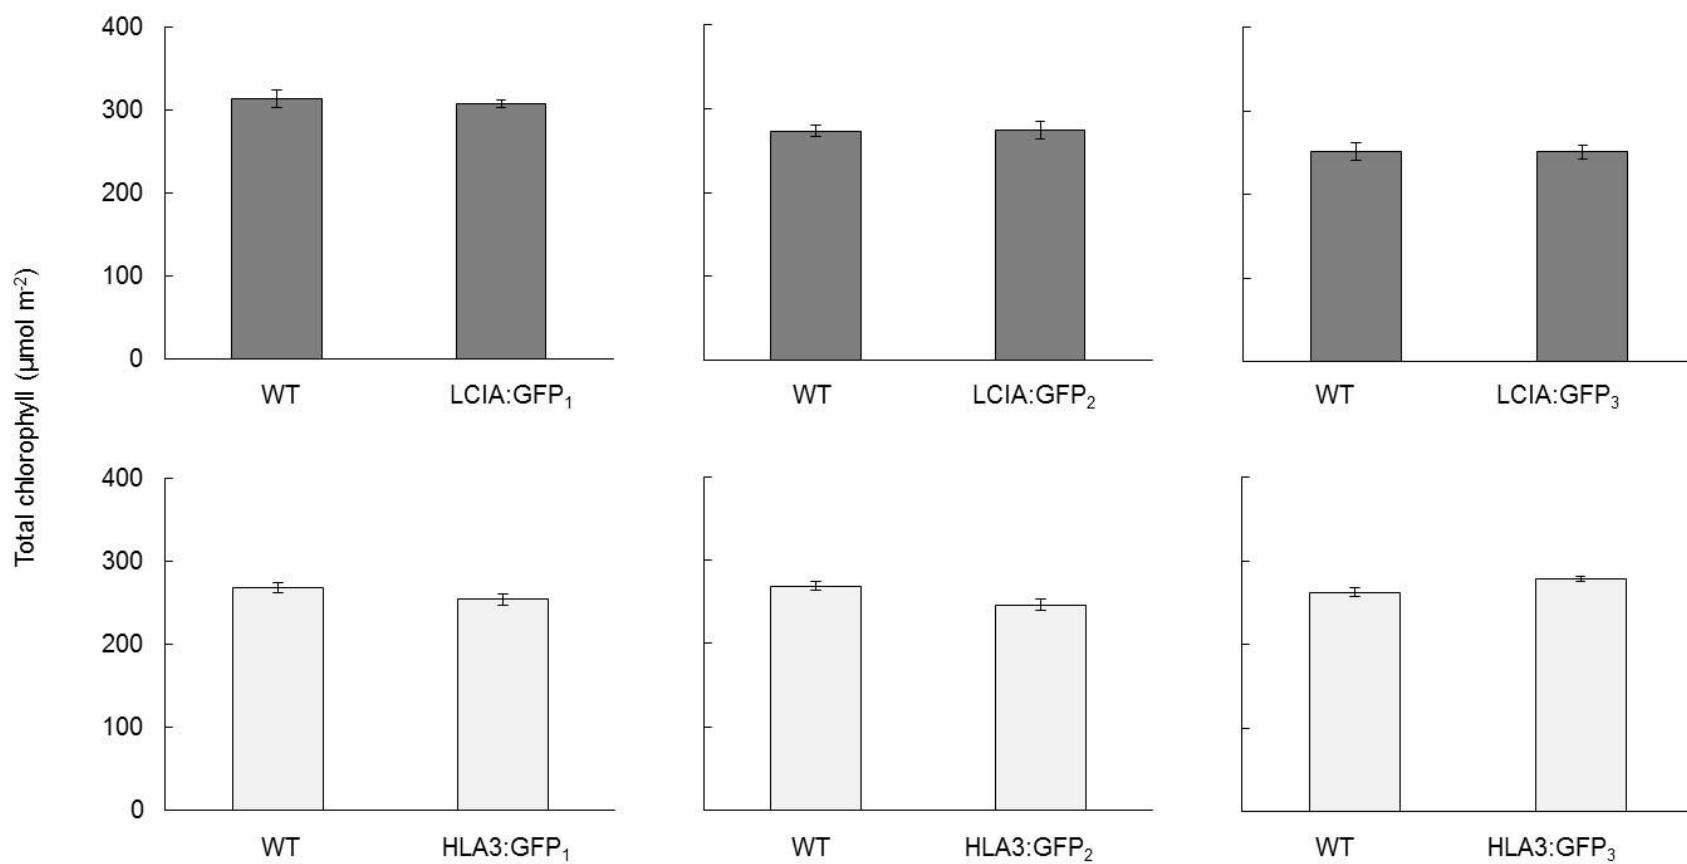 Total chlorophyll (µmol m⁻²)
400
300
200
100
0
WT LCIA:GFP₁
WT LCIA:GFP₂
WT LCIA:GFP₃
400
300
200
100
0
WT HLA3:GFP₁
WT HLA3:GFP₂
WT HLA3:GFP₃